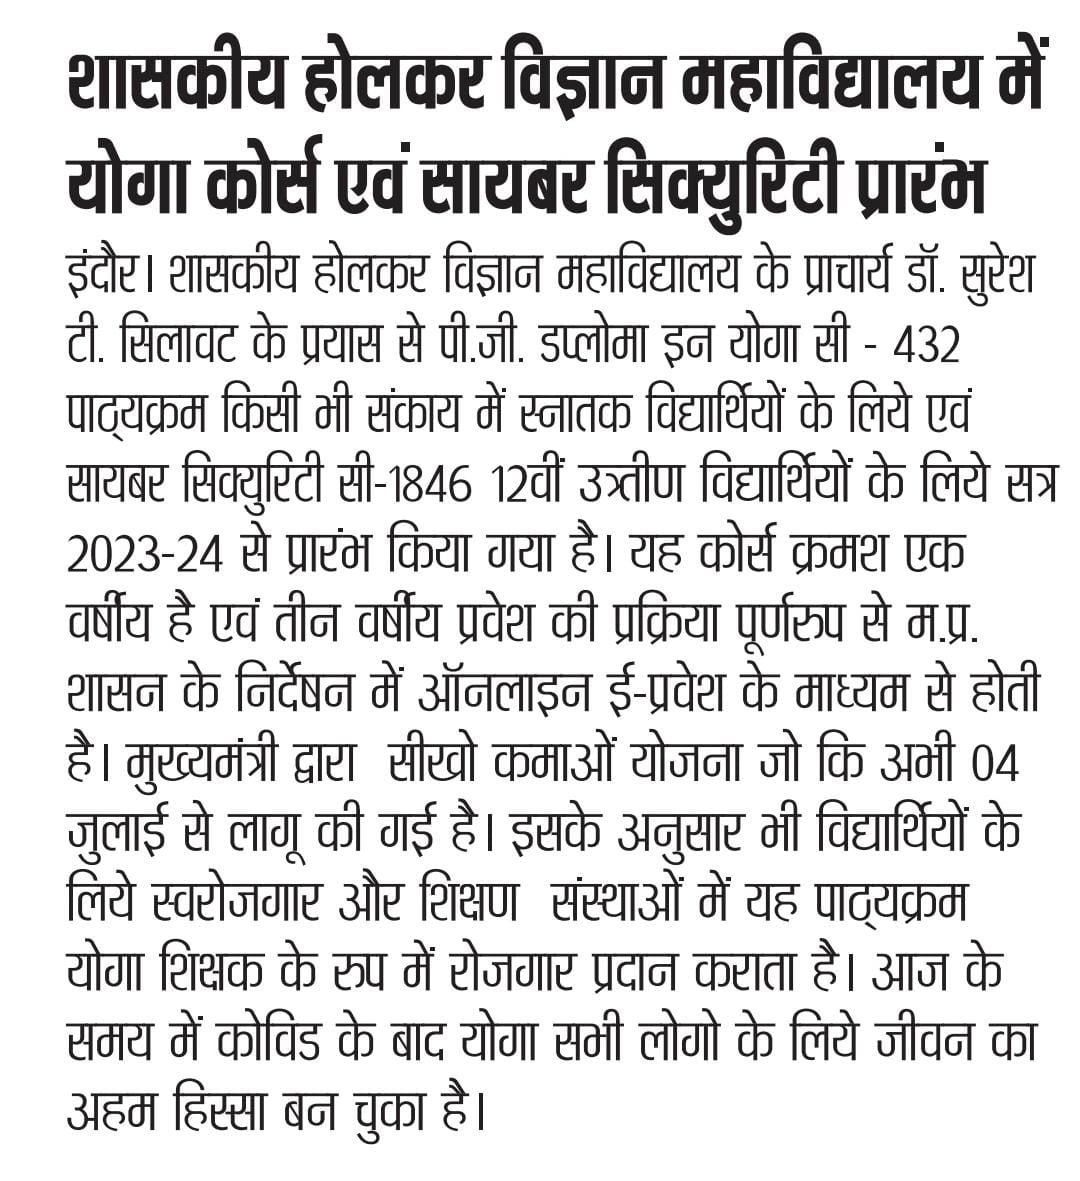 शासकीय होलकर विज्ञान महाविद्यालय में
योगा कोर्स एवं सायबर सिक्युरिटी प्रारंभ
इंदौर। शासकीय होलकर विज्ञान महाविद्यालय के प्राचार्य डॉ. सुरेश
टी. सिलावट के प्रयास से पी.जी. डप्लोमा इन योगा सी - 432
पाठ्यक्रम किसी भी संकाय में स्नातक विद्यार्थियों के लिये एवं
सायबर सिक्युरिटी सी-1846 12वीं उत्र्तीण विद्यार्थियों के लिये सत्र
2023-24 से प्रारंभ किया गया है। यह कोर्स क्रमश एक
वर्षीय है एवं तीन वर्षीय प्रवेश की प्रक्रिया पूर्णरुप से म.प्र.
शासन के निर्देषन में ऑनलाइन ई-प्रवेश के माध्यम से होती
है। मुख्यमंत्री द्वारा सीखो कमाओं योजना जो कि अभी 04
जुलाई से लागू की गई है। इसके अनुसार भी विद्यार्थियों के
लिये स्वरोजगार और शिक्षण संस्थाओं में यह पाठ्यक्रम
योगा शिक्षक के रुप में रोजगार प्रदान कराता है। आज के
समय में कोविड के बाद योगा सभी लोगो के लिये जीवन का
अहम हिस्सा बन चुका है।